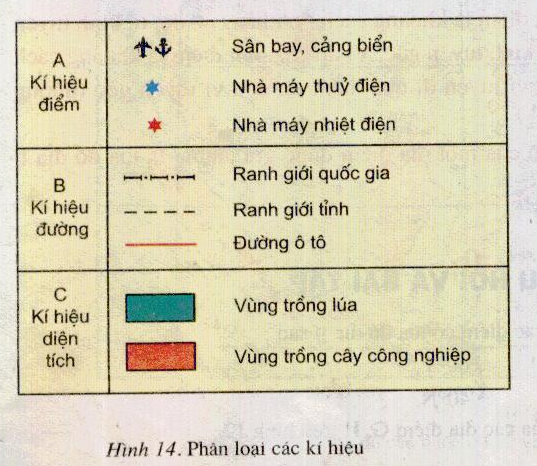 A
Kí hiệu
điểm
Sân bay, cảng biển
Nhà máy thuỷ điện
Nhà máy nhiệt điện
B
Kí hiệu
đường
Ranh giới quốc gia
Ranh giới tỉnh
Đường ô tô
C
Kí hiệu
diện
tích
Vùng trồng lúa
Vùng trồng cây công nghiệp
Hình 14. Phân loại các kí hiệu